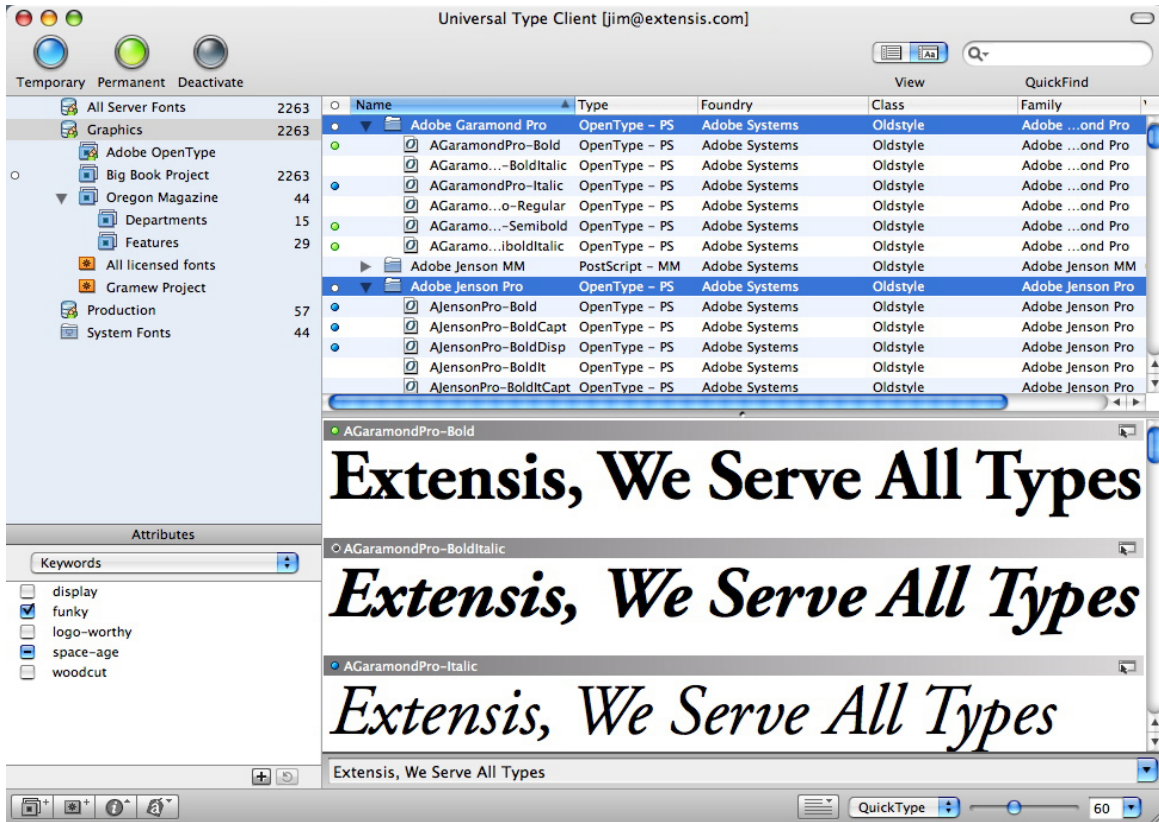 Universal Type Client [jim@extensis.com]
Temporary Permanent Deactivate View QuickFind
All Server Fonts 2263
Graphics 2263
Adobe OpenType
Big Book Project 2263
Oregon Magazine 44
Departments 15
Features 29
All licensed fonts
Gramew Project
Production 57
System Fonts 44
Name Type Foundry Class Family
Adobe Garamond Pro OpenType – PS Adobe Systems Oldstyle Adobe ...ond Pro
AGaramondPro-Bold OpenType – PS Adobe Systems Oldstyle Adobe ...ond Pro
AGaramo...-BoldItalic OpenType – PS Adobe Systems Oldstyle Adobe ...ond Pro
AGaramondPro-Italic OpenType – PS Adobe Systems Oldstyle Adobe ...ond Pro
AGaramo...o-Regular OpenType – PS Adobe Systems Oldstyle Adobe ...ond Pro
AGaramo...-Semibold OpenType – PS Adobe Systems Oldstyle Adobe ...ond Pro
AGaramo...iboldItalic OpenType – PS Adobe Systems Oldstyle Adobe ...ond Pro
Adobe Jenson MM PostScript – MM Adobe Systems Oldstyle Adobe Jenson MM
Adobe Jenson Pro OpenType – PS Adobe Systems Oldstyle Adobe Jenson Pro
AJensonPro-Bold OpenType – PS Adobe Systems Oldstyle Adobe Jenson Pro
AJensonPro-BoldCapt OpenType – PS Adobe Systems Oldstyle Adobe Jenson Pro
AJensonPro-BoldDisp OpenType – PS Adobe Systems Oldstyle Adobe Jenson Pro
AJensonPro-BoldIt OpenType – PS Adobe Systems Oldstyle Adobe Jenson Pro
AJensonPro-BoldItCapt OpenType – PS Adobe Systems Oldstyle Adobe Jenson Pro
AGaramondPro-Bold
Extensis, We Serve All Types
AGaramondPro-BoldItalic
Extensis, We Serve All Types
AGaramondPro-Italic
Extensis, We Serve All Types
Extensis, We Serve All Types
Attributes
Keywords
display
funky
logo-worthy
space-age
woodcut
QuickType 60